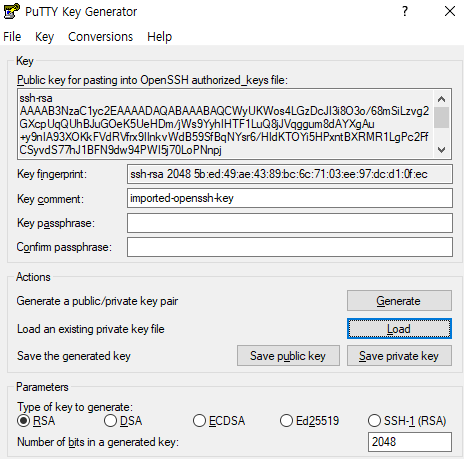 PuTTY Key Generator
File Key Conversions Help
Key
Public key for pasting into OpenSSH authorized_keys file:
ssh-rsa
AAAAB3NzaC1yc2EAAAADAQABAAABAQCWyUKWos4LGzDcJI3i8O3o/68mSiLzvg2
GXcpUgQUhBJuGOeK5UeHDm/jWs9YyhIHTF1LuQ8jJVqggum8dAYXgAu
+y9nIA93XOKkFVdRVfrx9IlnkvWdB59SfBqNYsr6/HIdKTOYi5HPxntBXRMR1LgPc2Ff
CSyvdS77hJ1BFN9dw94PWI5j70LoPNnpj
Key fingerprint: ssh-rsa 2048 5b:ed:49:ae:43:89:bc:6c:71:03:ee:97:dc:d1:0f:ec
Key comment: imported-openssh-key
Key passphrase:
Confirm passphrase:
Actions
Generate a public/private key pair Generate
Load an existing private key file Load
Save the generated key Save public key Save private key
Parameters
Type of key to generate:
RSA DSA ECDSA Ed25519 SSH-1 (RSA)
Number of bits in a generated key: 2048